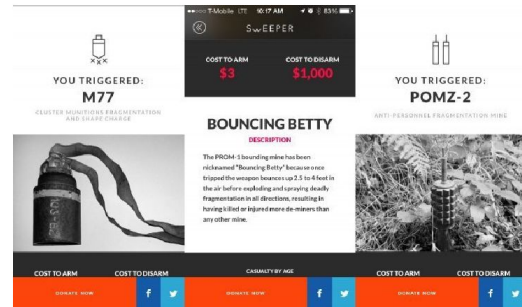 YOU TRIGGERED:
M77
CLUSTER MUNITIONS FRAGMENTATION
AND SHAPE CHARGE
COST TO ARM COST TO DISARM
DONATE NOW
T-Mobile LTE 10:17 AM 83%
SWEEPER
COST TO ARM COST TO DISARM
$3 $1,000
BOUNCING BETTY
DESCRIPTION
The PROM-1 bounding mine has been
nicknamed "Bouncing Betty" because once
tripped the weapon bounces up 2.5 to 4 feet in
the air before exploding and spraying deadly
fragmentation in all directions, resulting in
having killed or injured more de-miners than
any other mine.
CASUALTY BY AGE
DONATE NOW
YOU TRIGGERED:
POMZ-2
ANTI-PERSONNEL FRAGMENTATION MINE
COST TO ARM COST TO DISARM
DONATE NOW